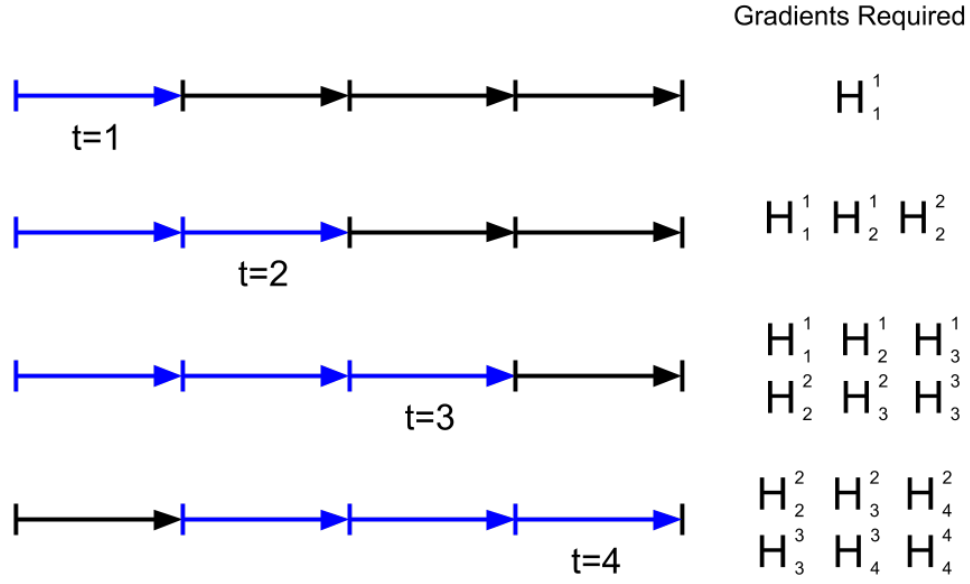 Gradients Required
H₁¹
t=1
H₁¹ H₂¹ H₂²
t=2
H₁¹ H₂¹ H₃¹
H₂² H₃² H₃³
t=3
H₂² H₃² H₄²
H₃³ H₄³ H₄⁴
t=4